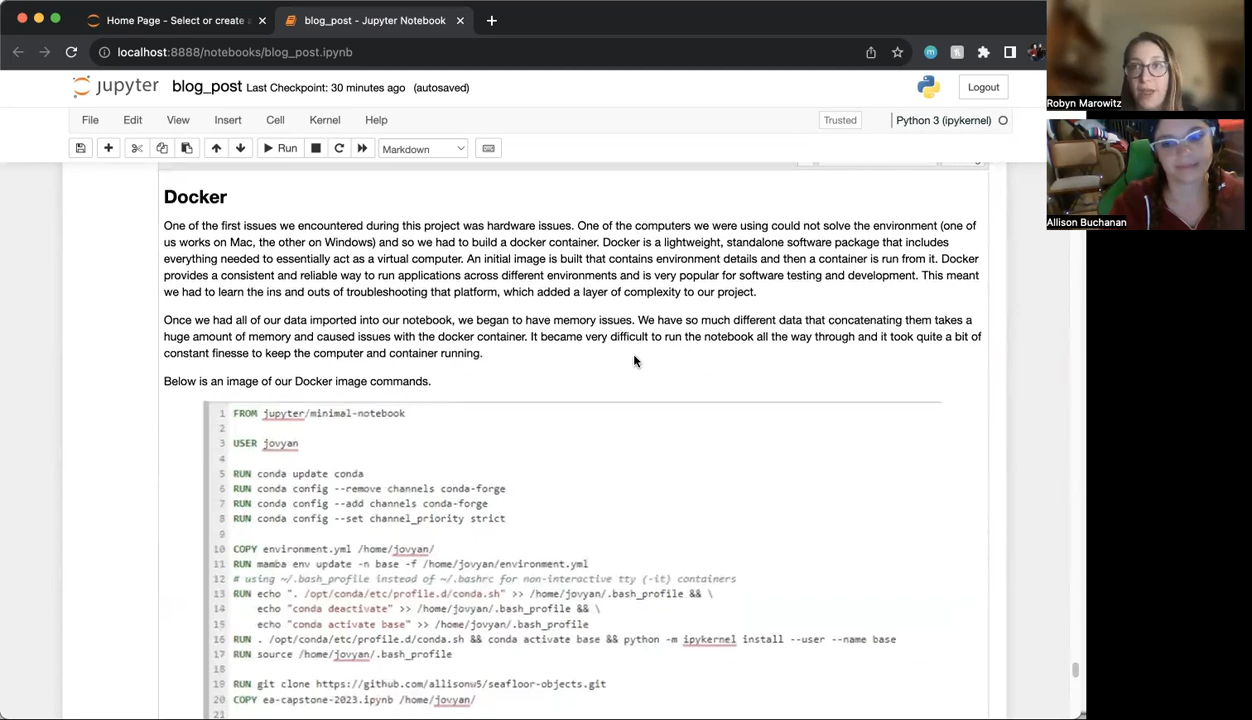 Home Page - Select or create a
blog_post - Jupyter Notebook
localhost:8888/notebooks/blog_post.ipynb
Robyn Marowitz
Allison Buchanan
jupyter blog_post Last Checkpoint: 30 minutes ago (autosaved)
Logout
File Edit View Insert Cell Kernel Help
Trusted
Python 3 (ipykernel)
Run
Markdown
Docker
One of the first issues we encountered during this project was hardware issues. One of the computers we were using could not solve the environment (one of
us works on Mac, the other on Windows) and so we had to build a docker container. Docker is a lightweight, standalone software package that includes
everything needed to essentially act as a virtual computer. An initial image is built that contains environment details and then a container is run from it. Docker
provides a consistent and reliable way to run applications across different environments and is very popular for software testing and development. This meant
we had to learn the ins and outs of troubleshooting that platform, which added a layer of complexity to our project.
Once we had all of our data imported into our notebook, we began to have memory issues. We have so much different data that concatenating them takes a
huge amount of memory and caused issues with the docker container. It became very difficult to run the notebook all the way through and it took quite a bit of
constant finesse to keep the computer and container running.
Below is an image of our Docker image commands.
1 FROM jupyter/minimal-notebook
2
3 USER jovyan
4
5 RUN conda update conda
6 RUN conda config --remove channels conda-forge
7 RUN conda config --add channels conda-forge
8 RUN conda config --set channel_priority strict
9
10 COPY environment.yml /home/jovyan/
11 RUN mamba env update -n base -f /home/jovyan/environment.yml
12 # using ~/.bash_profile instead of ~/.bashrc for non-interactive tty (-it) containers
13 RUN echo ". /opt/conda/etc/profile.d/conda.sh" >> /home/jovyan/.bash_profile && \
14 echo "conda deactivate" >> /home/jovyan/.bash_profile && \
15 echo "conda activate base" >> /home/jovyan/.bash_profile
16 RUN . /opt/conda/etc/profile.d/conda.sh && conda activate base && python -m ipykernel install --user --name base
17 RUN source /home/jovyan/.bash_profile
18
19 RUN git clone https://github.com/allisonw5/seafloor-objects.git
20 COPY ea-capstone-2023.ipynb /home/jovyan/
21